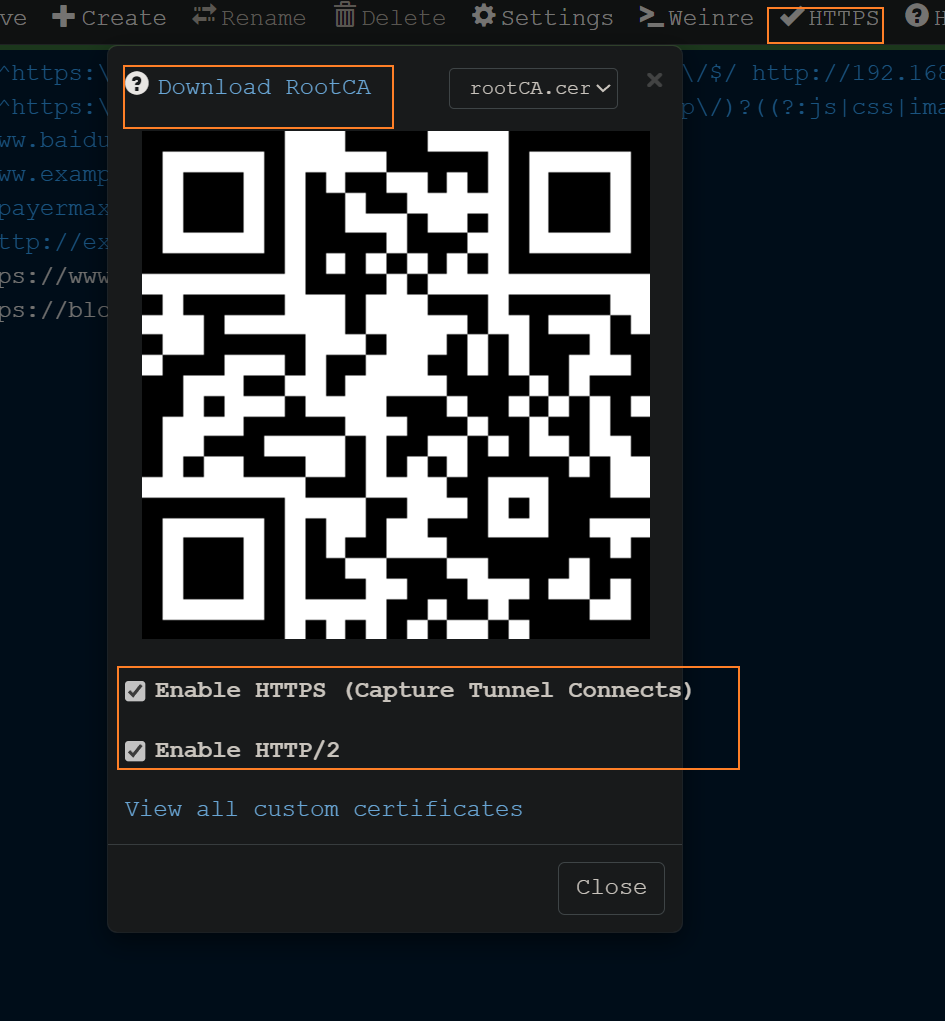 ve Create Rename Delete Settings Weinre HTTPS H
^https:\ \/$/ http://192.168
Download RootCA rootCA.cer
^https:\ p\/)?((?:js|css|ima
ww.baidu
ww.examp
payermax
ttp://ex
ps://www
ps://blo
Enable HTTPS (Capture Tunnel Connects)
Enable HTTP/2
View all custom certificates
Close